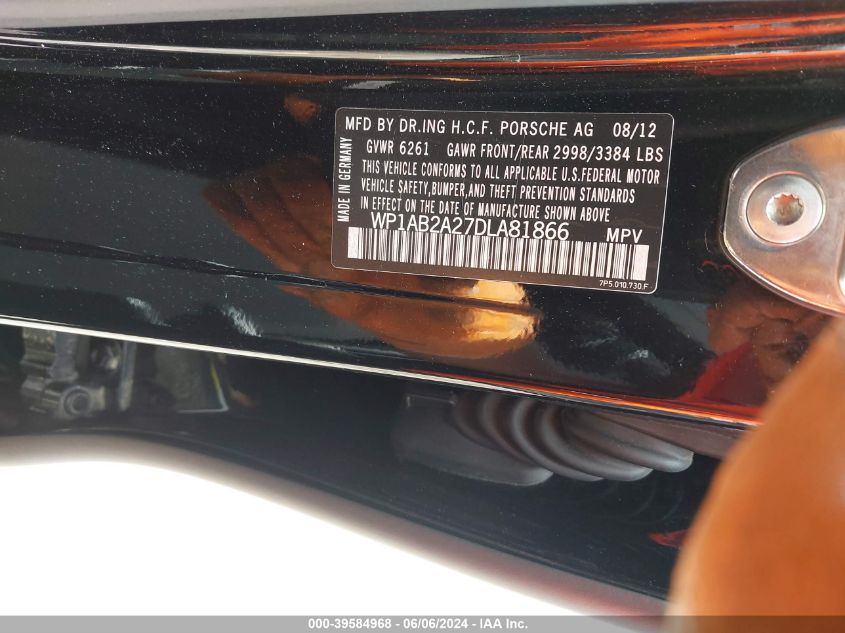 MFD BY DR.ING H.C.F. PORSCHE AG 08/12
GVWR 6261 GAWR FRONT/REAR 2998/3384 LBS
THIS VEHICLE CONFORMS TO ALL APPLICABLE U.S.FEDERAL MOTOR
VEHICLE SAFETY,BUMPER,AND THEFT PREVENTION STANDARDS
IN EFFECT ON THE DATE OF MANUFACTURE SHOWN ABOVE
MADE IN GERMANY
WP1AB2A27DLA81866 MPV
7P5.010.730.F
000-39584968 - 06/06/2024 - IAA Inc.